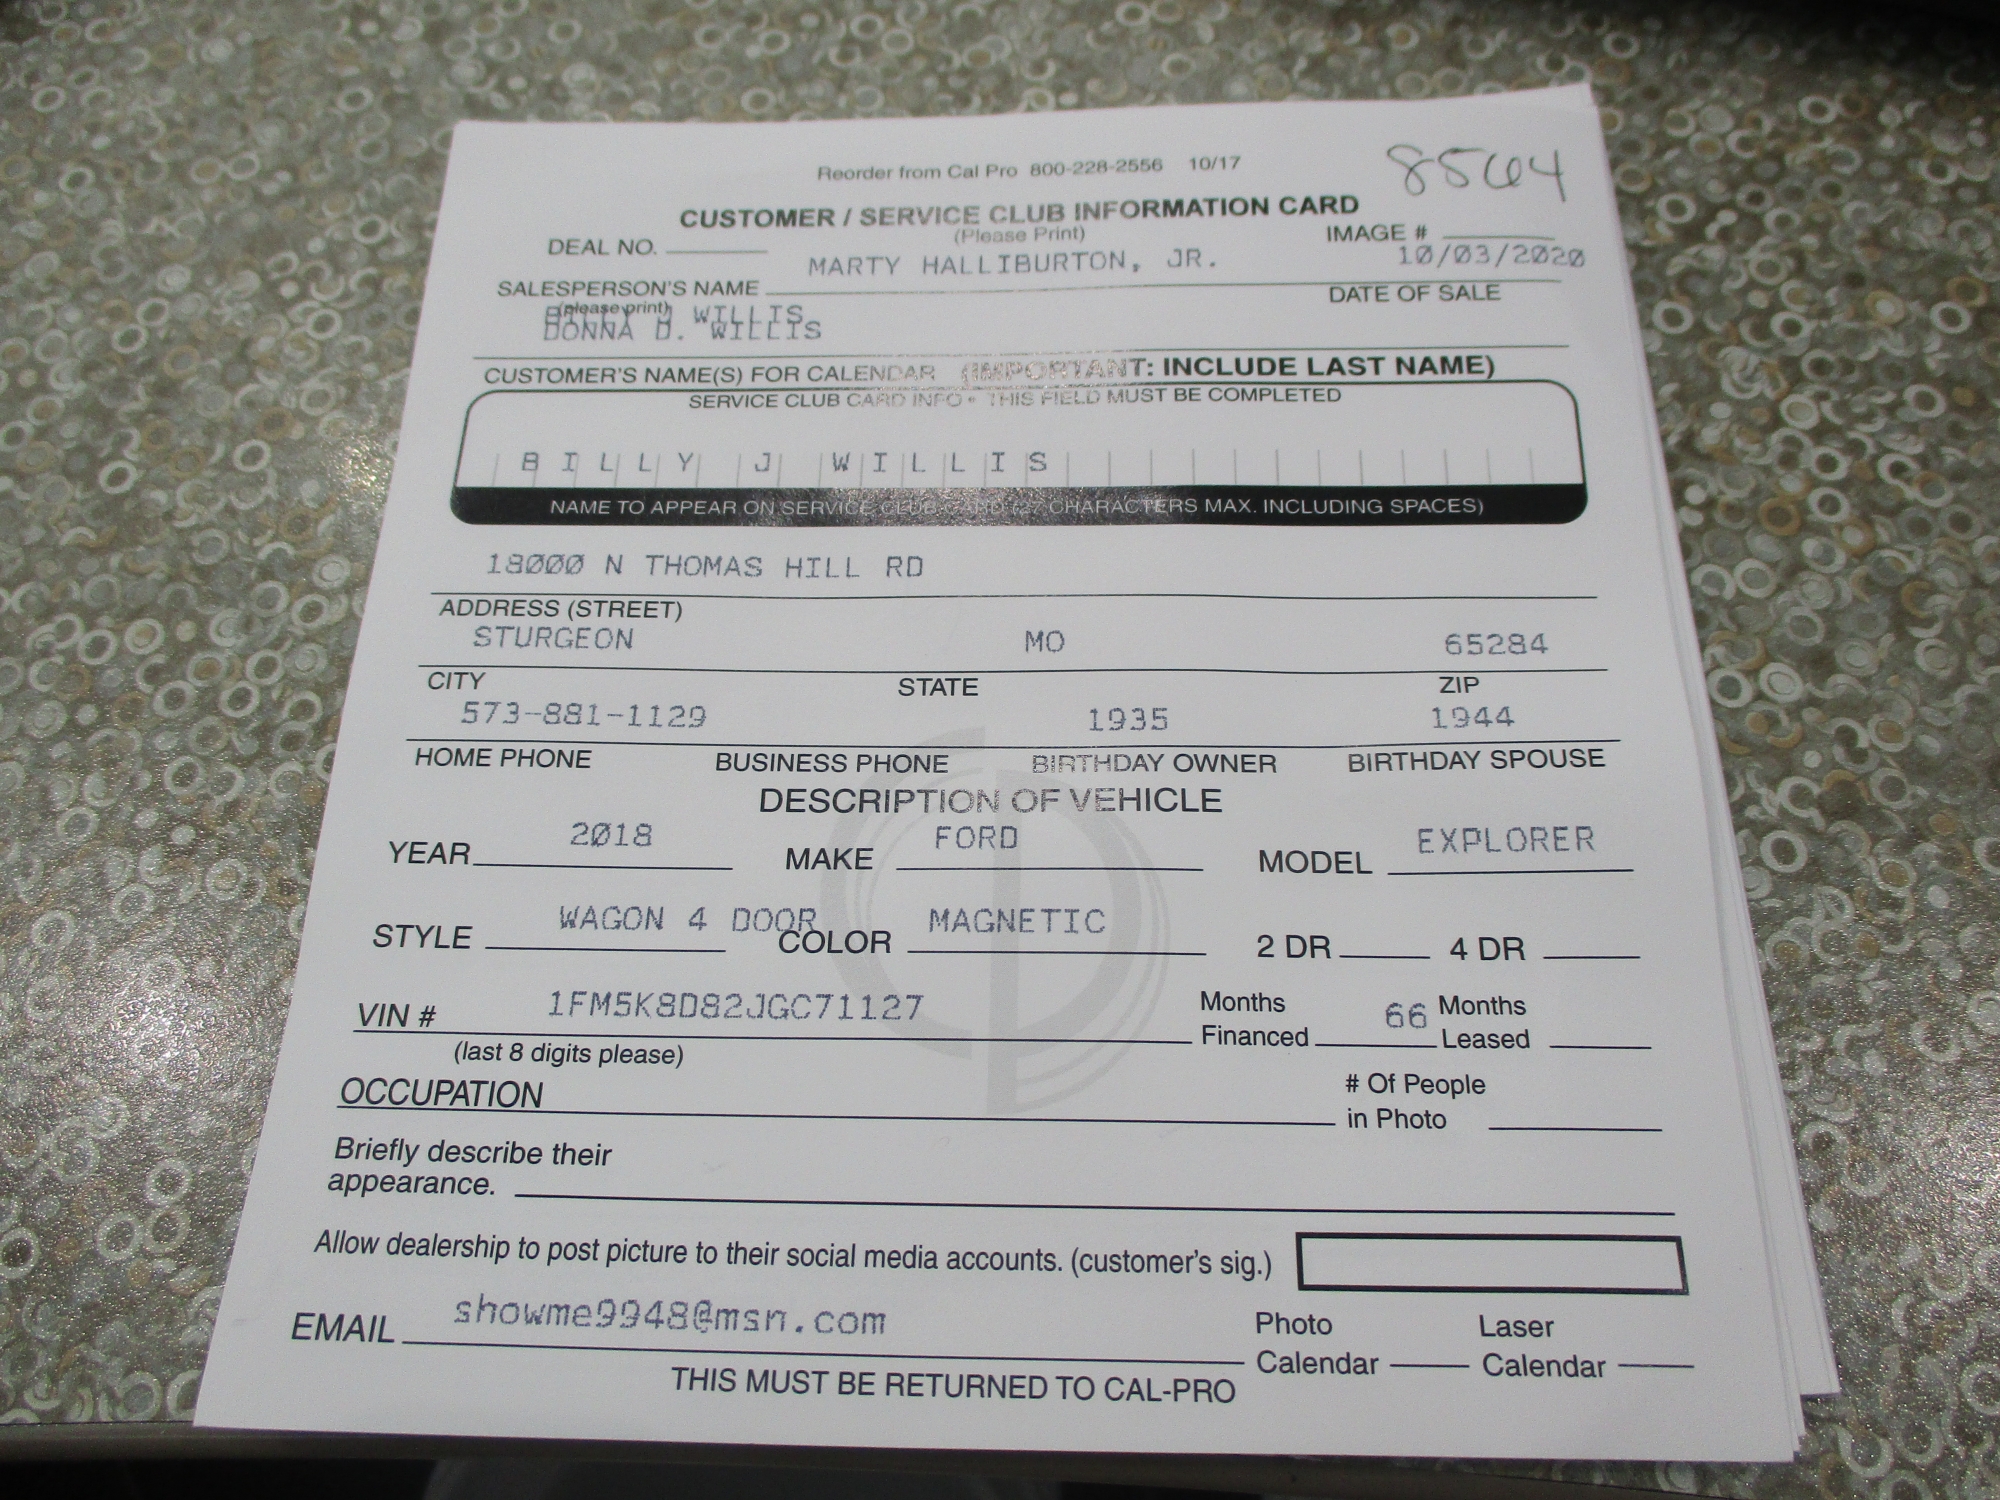 8564
Reorder from Cal Pro 800-228-2556 10/17
CUSTOMER / SERVICE CLUB INFORMATION CARD
(Please Print)
DEAL NO. IMAGE #
MARTY HALLIBURTON, JR. 10/03/2020
SALESPERSON'S NAME DATE OF SALE
(please print)
BILLY J WILLIS
DONNA D. WILLIS
CUSTOMER'S NAME(S) FOR CALENDAR (IMPORTANT: INCLUDE LAST NAME)
SERVICE CLUB CARD INFO • THIS FIELD MUST BE COMPLETED
BILLY J WILLIS
NAME TO APPEAR ON SERVICE CLUB CARD (27 CHARACTERS MAX. INCLUDING SPACES)
18000 N THOMAS HILL RD
ADDRESS (STREET)
STURGEON MO 65284
CITY STATE ZIP
573-881-1129 1935 1944
HOME PHONE BUSINESS PHONE BIRTHDAY OWNER BIRTHDAY SPOUSE
DESCRIPTION OF VEHICLE
YEAR 2018 MAKE FORD MODEL EXPLORER
STYLE WAGON 4 DOOR COLOR MAGNETIC 2 DR 4 DR
VIN # 1FM5K8D82JGC71127 Months Financed 66 Months Leased
(last 8 digits please)
OCCUPATION # Of People in Photo
Briefly describe their
appearance.
Allow dealership to post picture to their social media accounts. (customer's sig.)
EMAIL showme9948@msn.com Photo Calendar Laser Calendar
THIS MUST BE RETURNED TO CAL-PRO